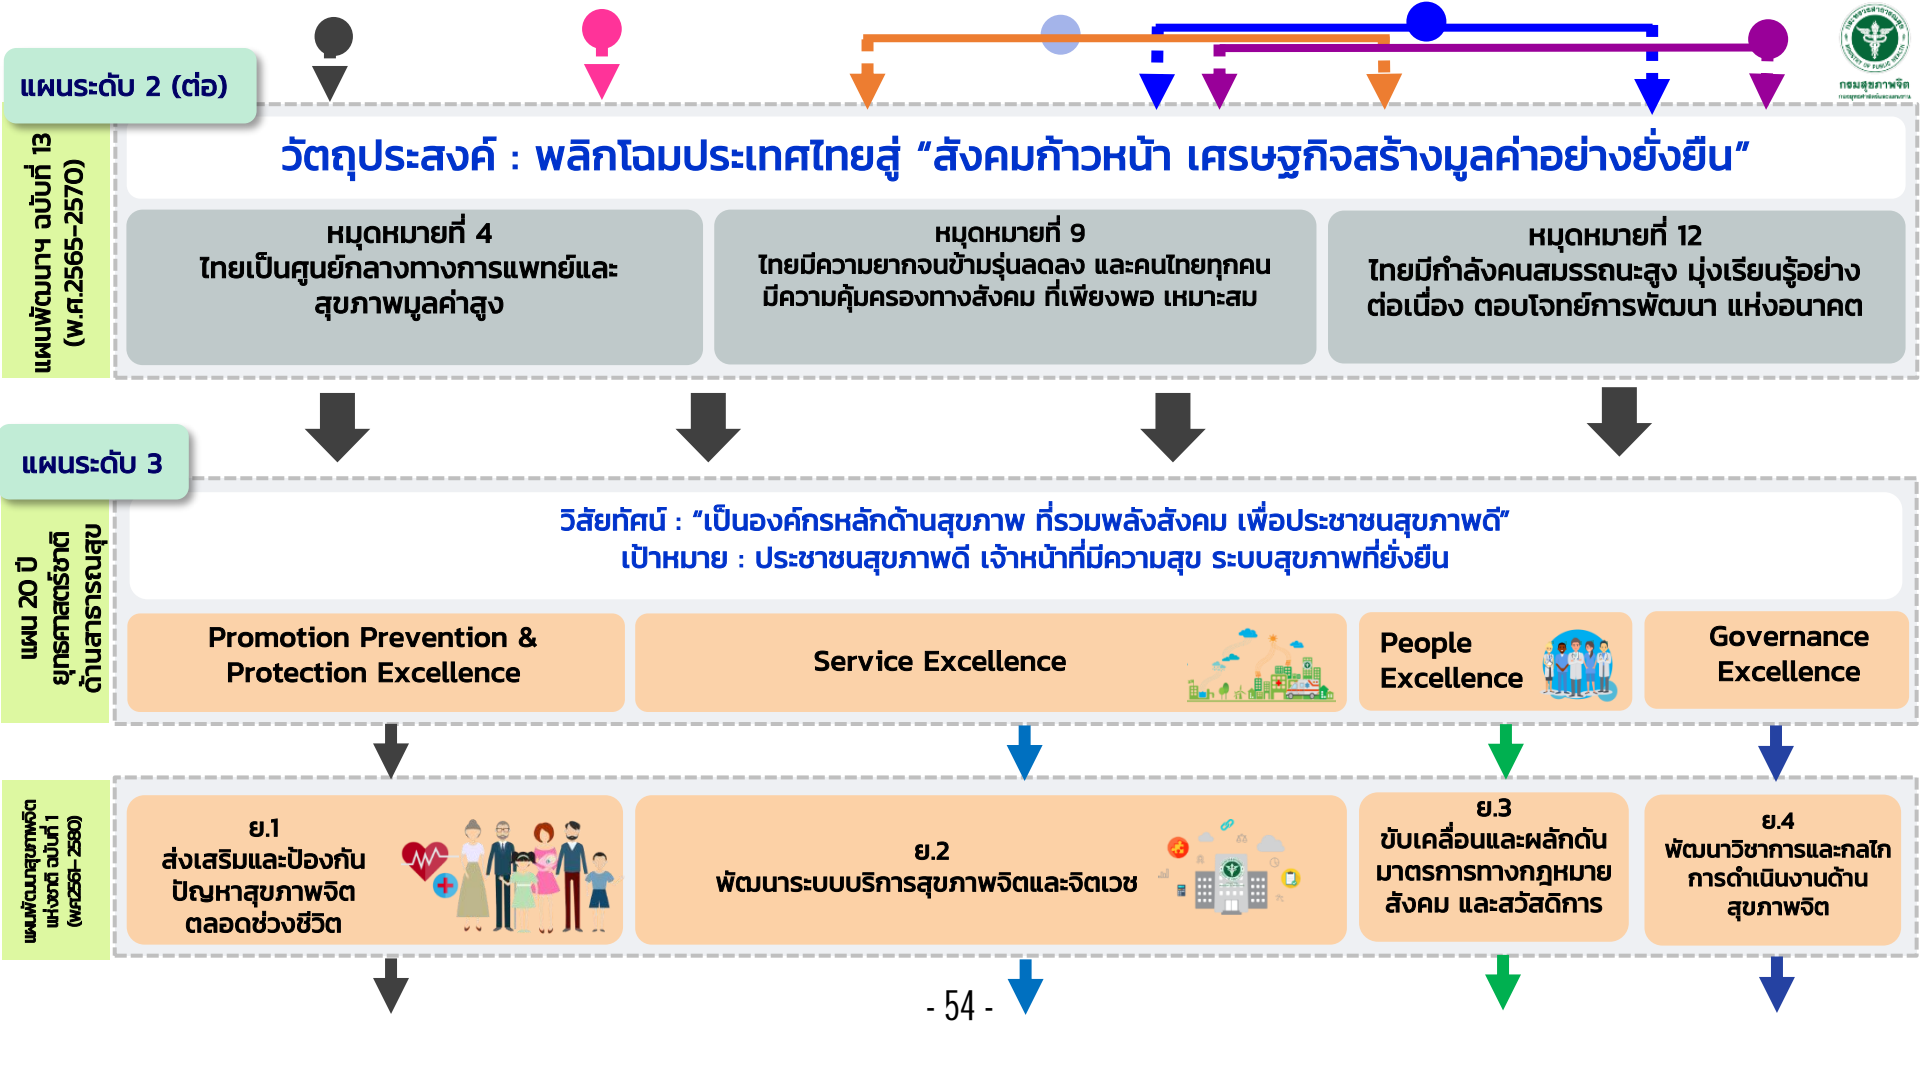 กรมสุขภาพจิต
แผนระดับ 2 (ต่อ)
แผนพัฒนาฯ ฉบับที่ 13
(พ.ศ.2565-2570)
วัตถุประสงค์ : พลิกโฉมประเทศไทยสู่ “สังคมก้าวหน้า เศรษฐกิจสร้างมูลค่าอย่างยั่งยืน”
หมุดหมายที่ 4
ไทยเป็นศูนย์กลางทางการแพทย์และ
สุขภาพมูลค่าสูง
หมุดหมายที่ 9
ไทยมีความยากจนข้ามรุ่นลดลง และคนไทยทุกคน
มีความคุ้มครองทางสังคม ที่เพียงพอ เหมาะสม
หมุดหมายที่ 12
ไทยมีกำลังคนสมรรถนะสูง มุ่งเรียนรู้อย่าง
ต่อเนื่อง ตอบโจทย์การพัฒนา แห่งอนาคต
แผนระดับ 3
แผน 20 ปี
ยุทธศาสตร์ชาติ
ด้านสาธารณสุข
วิสัยทัศน์ : “เป็นองค์กรหลักด้านสุขภาพ ที่รวมพลังสังคม เพื่อประชาชนสุขภาพดี”
เป้าหมาย : ประชาชนสุขภาพดี เจ้าหน้าที่มีความสุข ระบบสุขภาพที่ยั่งยืน
Promotion Prevention &
Protection Excellence
Service Excellence
People
Excellence
Governance
Excellence
แผนพัฒนาสุขภาพจิต
แห่งชาติ ฉบับที่ 1
(พ.ศ.2561- 2580)
ย.1
ส่งเสริมและป้องกัน
ปัญหาสุขภาพจิต
ตลอดช่วงชีวิต
ย.2
พัฒนาระบบบริการสุขภาพจิตและจิตเวช
ย.3
ขับเคลื่อนและผลักดัน
มาตรการทางกฎหมาย
สังคม และสวัสดิการ
ย.4
พัฒนาวิชาการและกลไก
การดำเนินงานด้าน
สุขภาพจิต
- 54 -